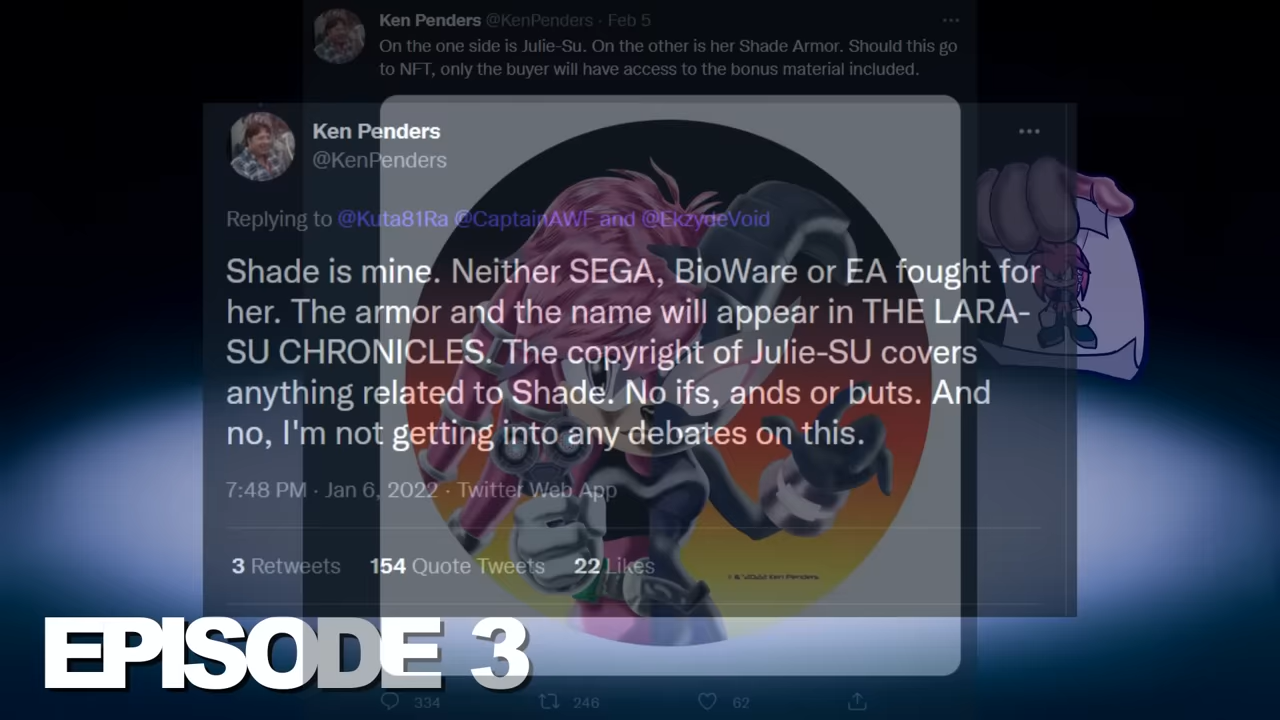 Ken Penders @KenPenders · Feb 5
On the one side is Julie-Su. On the other is her Shade Armor. Should this go
to NFT, only the buyer will have access to the bonus material included.
Ken Penders
@KenPenders
Replying to @Kuta81Ra @CaptainAWF and @EkzydeVoid
Shade is mine. Neither SEGA, BioWare or EA fought for
her. The armor and the name will appear in THE LARA-
SU CHRONICLES. The copyright of Julie-SU covers
anything related to Shade. No ifs, ands or buts. And
no, I'm not getting into any debates on this.
7:48 PM · Jan 6, 2022 · Twitter Web App
3 Retweets 154 Quote Tweets 22 Likes
Ken Penders.
EPISODE 3
334 246 62